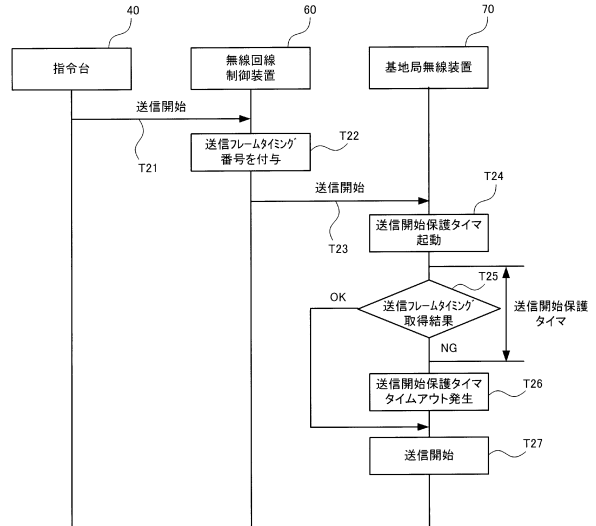 40
60
70
指令台
無線回線
制御装置
基地局無線装置
送信開始
T21
送信フレームタイミング
番号を付与
T22
送信開始
T23
T24
送信開始保護タイマ
起動
T25
OK
送信フレームタイミング
取得結果
送信開始保護
タイマ
NG
送信開始保護タイマ
タイムアウト発生
T26
送信開始
T27